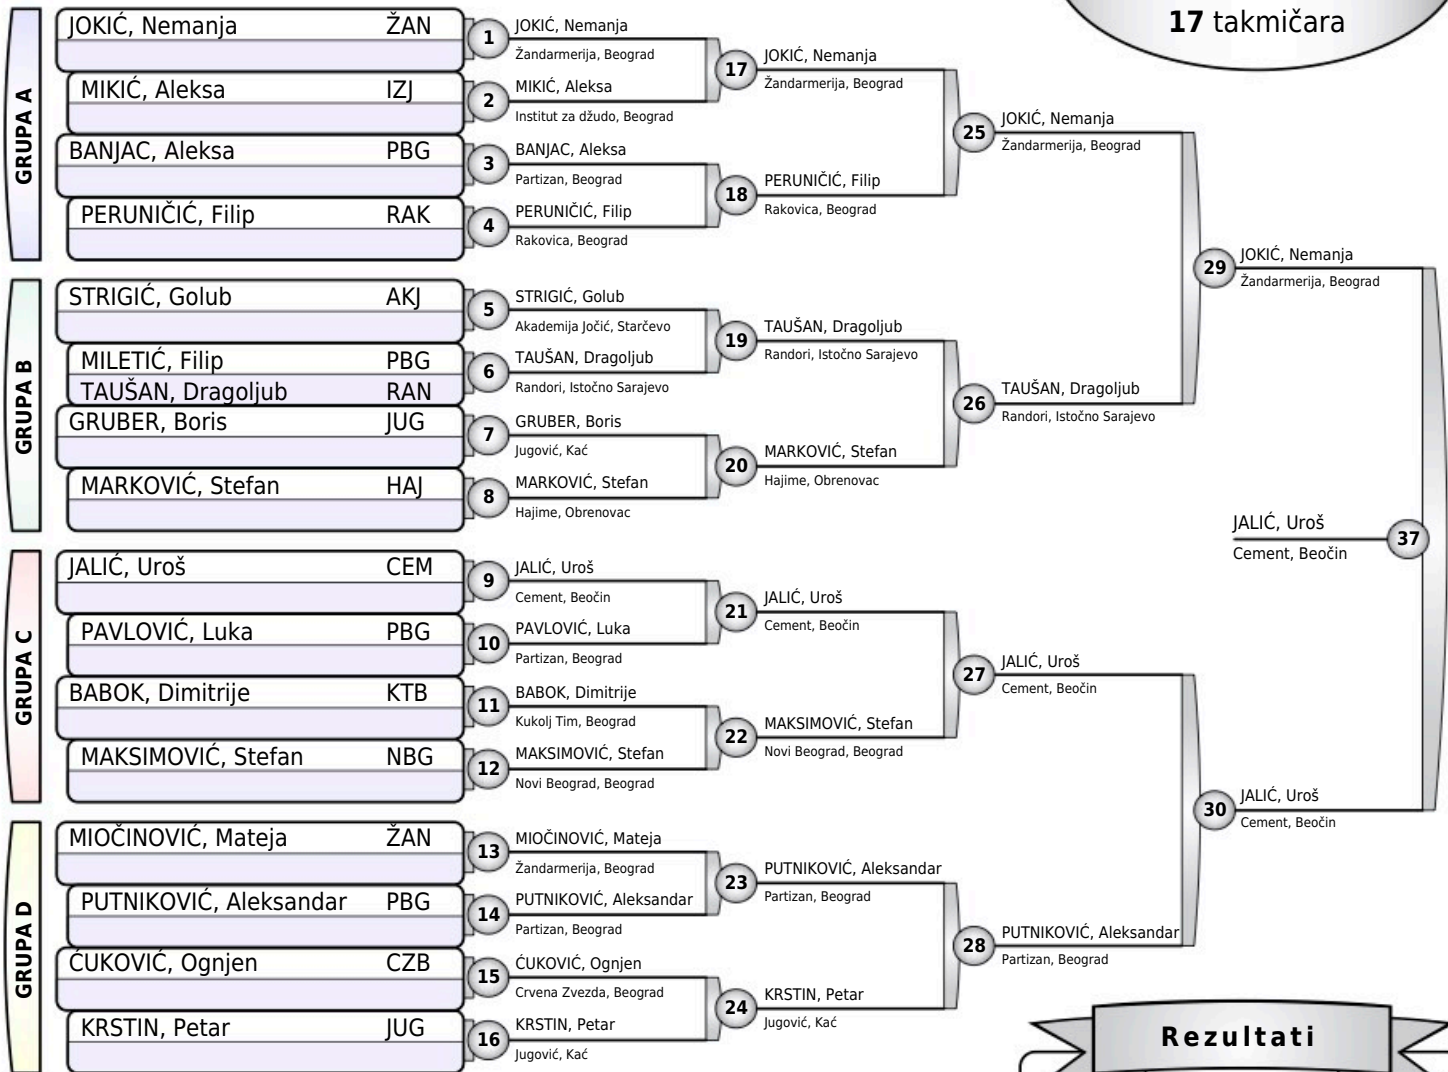 17 takmičara
GRUPA A
JOKIĆ, Nemanja ŽAN
MIKIĆ, Aleksa IZJ
BANJAC, Aleksa PBG
PERUNIČIĆ, Filip RAK
GRUPA B
STRIGIĆ, Golub AKJ
MILETIĆ, Filip PBG
TAUŠAN, Dragoljub RAN
GRUBER, Boris JUG
MARKOVIĆ, Stefan HAJ
GRUPA C
JALIĆ, Uroš CEM
PAVLOVIĆ, Luka PBG
BABOK, Dimitrije KTB
MAKSIMOVIĆ, Stefan NBG
GRUPA D
MIOČINOVIĆ, Mateja ŽAN
PUTNIKOVIĆ, Aleksandar PBG
ĆUKOVIĆ, Ognjen CZB
KRSTIN, Petar JUG
1 JOKIĆ, Nemanja
Žandarmerija, Beograd
2 MIKIĆ, Aleksa
Institut za džudo, Beograd
3 BANJAC, Aleksa
Partizan, Beograd
4 PERUNIČIĆ, Filip
Rakovica, Beograd
5 STRIGIĆ, Golub
Akademija Jočić, Starčevo
6 TAUŠAN, Dragoljub
Randori, Istočno Sarajevo
7 GRUBER, Boris
Jugović, Kać
8 MARKOVIĆ, Stefan
Hajime, Obrenovac
9 JALIĆ, Uroš
Cement, Beočin
10 PAVLOVIĆ, Luka
Partizan, Beograd
11 BABOK, Dimitrije
Kukolj Tim, Beograd
12 MAKSIMOVIĆ, Stefan
Novi Beograd, Beograd
13 MIOČINOVIĆ, Mateja
Žandarmerija, Beograd
14 PUTNIKOVIĆ, Aleksandar
Partizan, Beograd
15 ĆUKOVIĆ, Ognjen
Crvena Zvezda, Beograd
16 KRSTIN, Petar
Jugović, Kać
17 JOKIĆ, Nemanja
Žandarmerija, Beograd
18 PERUNIČIĆ, Filip
Rakovica, Beograd
19 TAUŠAN, Dragoljub
Randori, Istočno Sarajevo
20 MARKOVIĆ, Stefan
Hajime, Obrenovac
21 JALIĆ, Uroš
Cement, Beočin
22 MAKSIMOVIĆ, Stefan
Novi Beograd, Beograd
23 PUTNIKOVIĆ, Aleksandar
Partizan, Beograd
24 KRSTIN, Petar
Jugović, Kać
25 JOKIĆ, Nemanja
Žandarmerija, Beograd
26 TAUŠAN, Dragoljub
Randori, Istočno Sarajevo
27 JALIĆ, Uroš
Cement, Beočin
28 PUTNIKOVIĆ, Aleksandar
Partizan, Beograd
29 JOKIĆ, Nemanja
Žandarmerija, Beograd
30 JALIĆ, Uroš
Cement, Beočin
JALIĆ, Uroš 37
Cement, Beočin
Rezultati